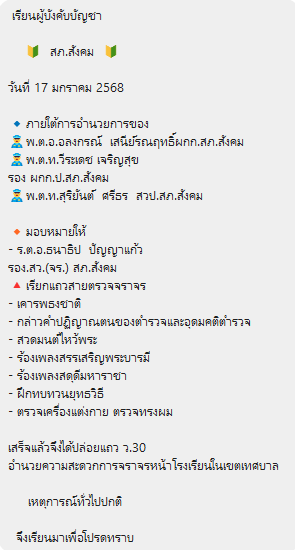 เรียนผู้บังคับบัญชา
🔰 สภ.สังคม 🔰
วันที่ 17 มกราคม 2568
🔹ภายใต้การอำนวยการของ
👮พ.ต.อ.อลงกรณ์ เสนีย์รณฤทธิ์ผกก.สภ.สังคม
👮พ.ต.ท.วีระเดช เจริญสุข
รอง ผกก.ป.สภ.สังคม
👮พ.ต.ท.สุริยันต์ ศรีธร สวป.สภ.สังคม
🔸มอบหมายให้
- ร.ต.อ.ธนาธิป ปัญญาแก้ว
รอง.สว.(จร.) สภ.สังคม
🔺เรียกแถวสายตรวจจราจร
- เคารพธงชาติ
- กล่าวคำปฏิญาณตนของตำรวจและอุดมคติตำรวจ
- สวดมนต์ไหว้พระ
- ร้องเพลงสรรเสริญพระบารมี
- ร้องเพลงสดุดีมหาราชา
- ฝึกทบทวนยุทธวิธี
- ตรวจเครื่องแต่งกาย ตรวจทรงผม
เสร็จแล้วจึงได้ปล่อยแถว ว.30
อำนวยความสะดวกการจราจรหน้าโรงเรียนในเขตเทศบาล
เหตุการณ์ทั่วไปปกติ
จึงเรียนมาเพื่อโปรดทราบ